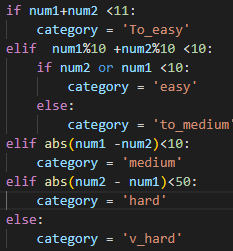 if num1+num2 <11:
    category = 'To_easy'
elif  num1%10 +num2%10 <10:
    if num2 or num1 <10:
        category = 'easy'
    else:
        category = 'to_medium'
elif abs(num1 -num2)<10:
    category = 'medium'
elif abs(num2 - num1)<50:
    category = 'hard'
else:
    category = 'v_hard'